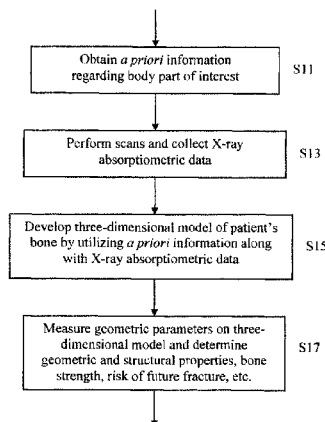 Obtain a priori information
regarding body part of interest
S11
Perform scans and collect X-ray
absorptiometric data
S13
Develop three-dimensional model of patient's
bone by utilizing a priori information along
with X-ray absorptiometric data
S15
Measure geometric parameters on three-
dimensional model and determine
geometric and structural properties, bone
strength, risk of future fracture, etc.
S17